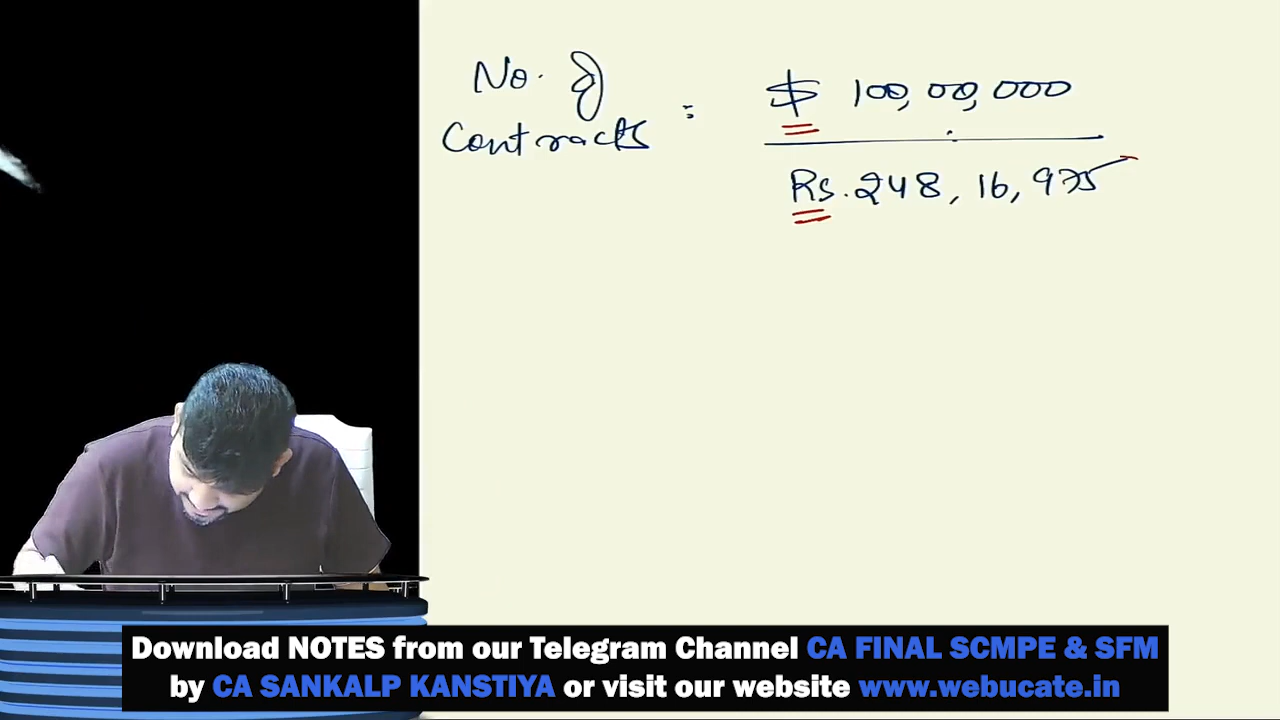 No. of
Contracts : $ 100,00,000
Rs. 248, 16, 975
Download NOTES from our Telegram Channel CA FINAL SCMPE & SFM
by CA SANKALP KANSTIYA or visit our website www.webucate.in